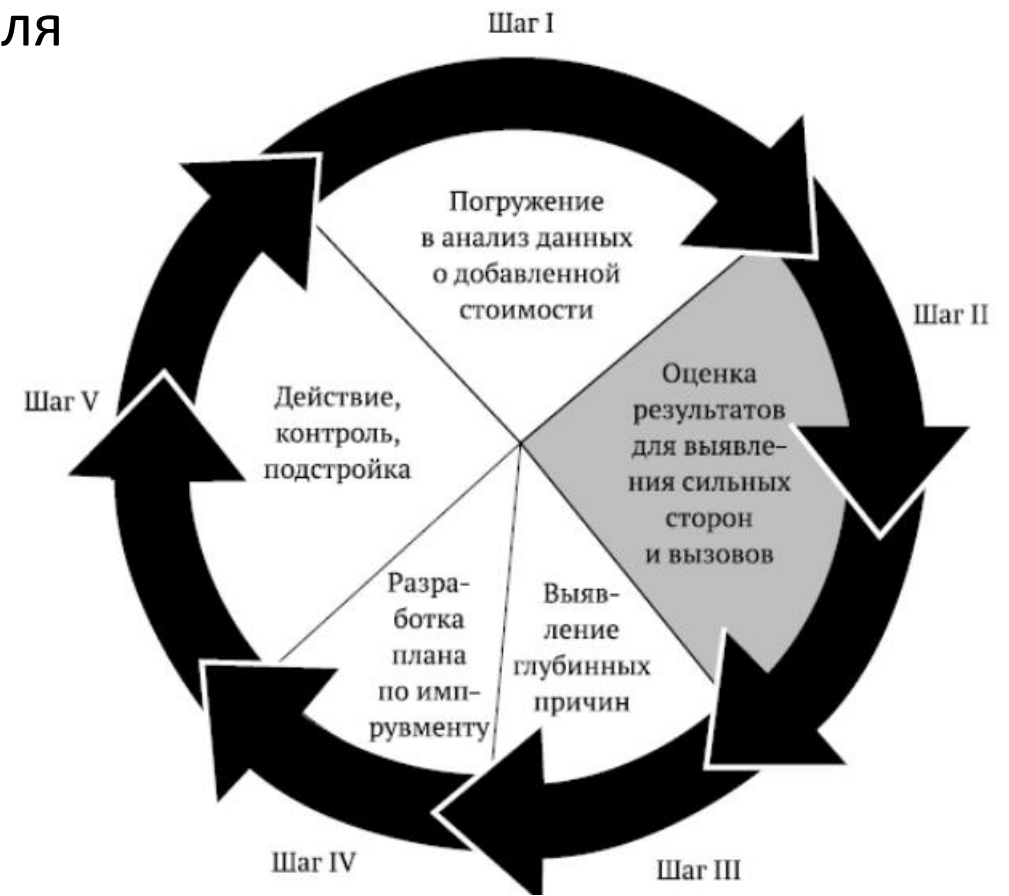 ля
Шаг I
Погружение
в анализ данных
о добавленной
стоимости
Шаг II
Оценка
результатов
для выявле-
ния сильных
сторон
и вызовов
Шаг III
Выяв-
ление
глубинных
причин
Шаг IV
Разра-
ботка
плана
по имп-
рувменту
Шаг V
Действие,
контроль,
подстройка